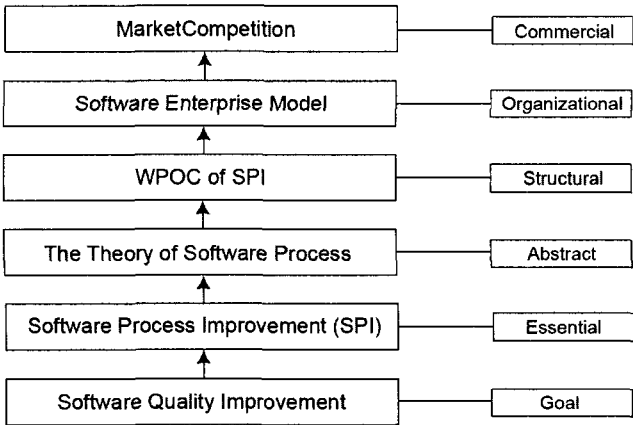 MarketCompetition
Commercial
Software Enterprise Model
Organizational
WPOC of SPI
Structural
The Theory of Software Process
Abstract
Software Process Improvement (SPI)
Essential
Software Quality Improvement
Goal